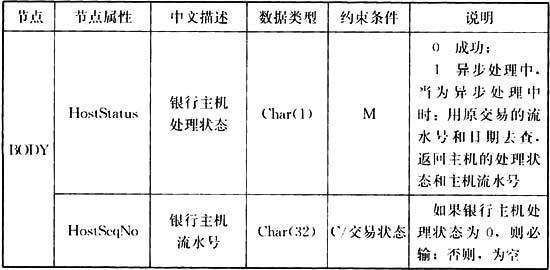 节点 节点属性 中文描述 数据类型 约束条件 说明
BODY
HostStatus
银行主机
处理状态
Char(1)
M
0 成功;
1 异步处理中,
当为异步处理中
时;用原交易的流
水号和日期去查,
返回主机的处理状
态和主机流水号
HostSeqNo
银行主机
流水号
Char(32)
C/交易状态
如果银行主机处
理状态为 0, 则必
输;否则,为空